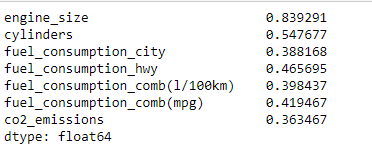 engine_size 0.839291
cylinders 0.547677
fuel_consumption_city 0.388168
fuel_consumption_hwy 0.465695
fuel_consumption_comb(l/100km) 0.398437
fuel_consumption_comb(mpg) 0.419467
co2_emissions 0.363467
dtype: float64